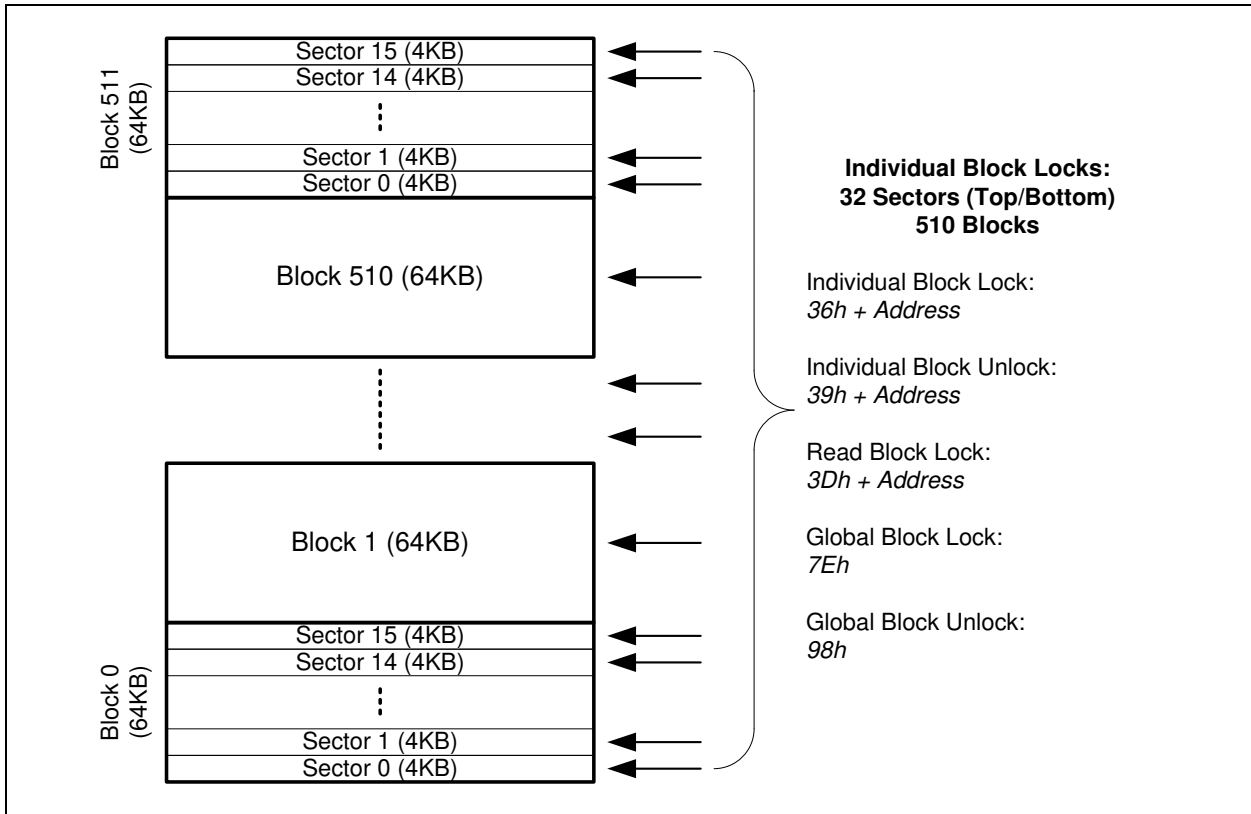 Block 511
(64KB)
Sector 15 (4KB)
Sector 14 (4KB)
Sector 1 (4KB)
Sector 0 (4KB)
Block 510 (64KB)
Block 1 (64KB)
Block 0
(64KB)
Sector 15 (4KB)
Sector 14 (4KB)
Sector 1 (4KB)
Sector 0 (4KB)
Individual Block Locks:
32 Sectors (Top/Bottom)
510 Blocks
Individual Block Lock:
36h + Address
Individual Block Unlock:
39h + Address
Read Block Lock:
3Dh + Address
Global Block Lock:
7Eh
Global Block Unlock:
98h